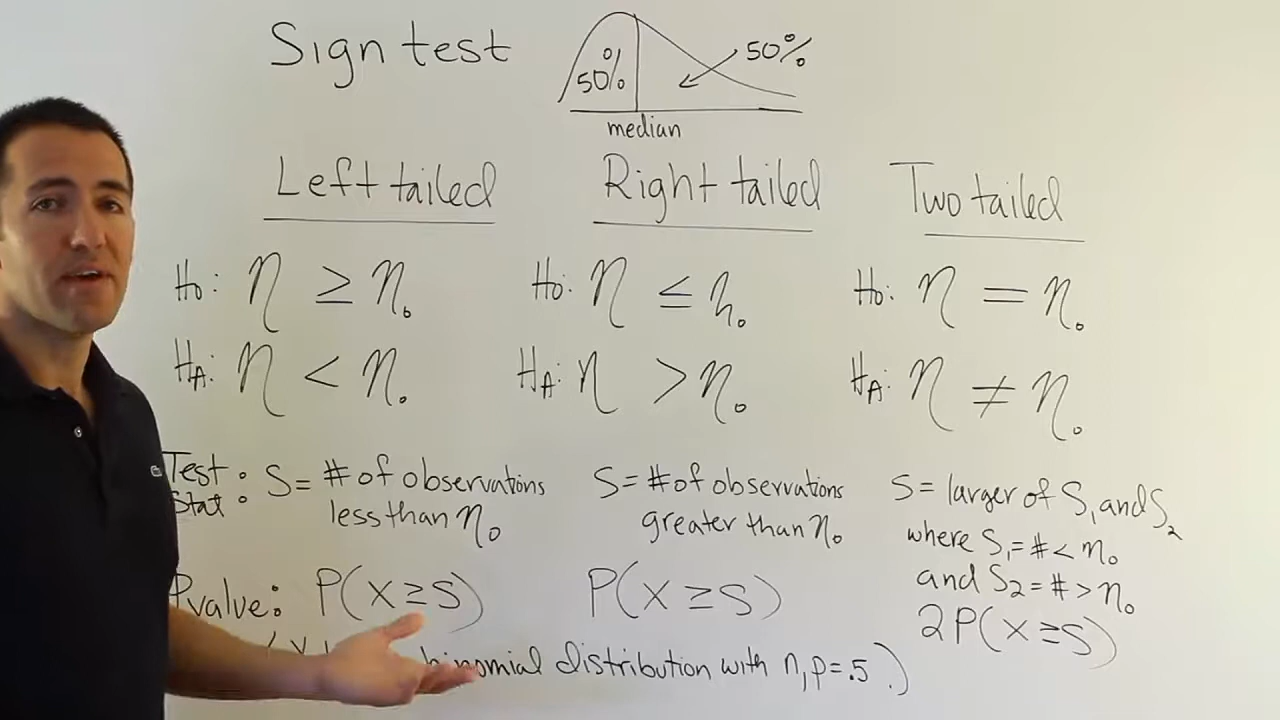 Sign test
50%
50%
median
Left tailed
H₀: η ≥ η₀
H_A: η < η₀
Right tailed
H₀: η ≤ η₀
H_A: η > η₀
Two tailed
H₀: η = η₀
H_A: η ≠ η₀
Test Stat:
S = # of observations
less than η₀
S = # of observations
greater than η₀
S = larger of S₁ and S₂
where S₁ = # < η₀
and S₂ = # > η₀
Pvalue:
P(X ≥ S)
P(X ≥ S)
2P(X ≥ S)
(X binomial distribution with n, p = .5.)